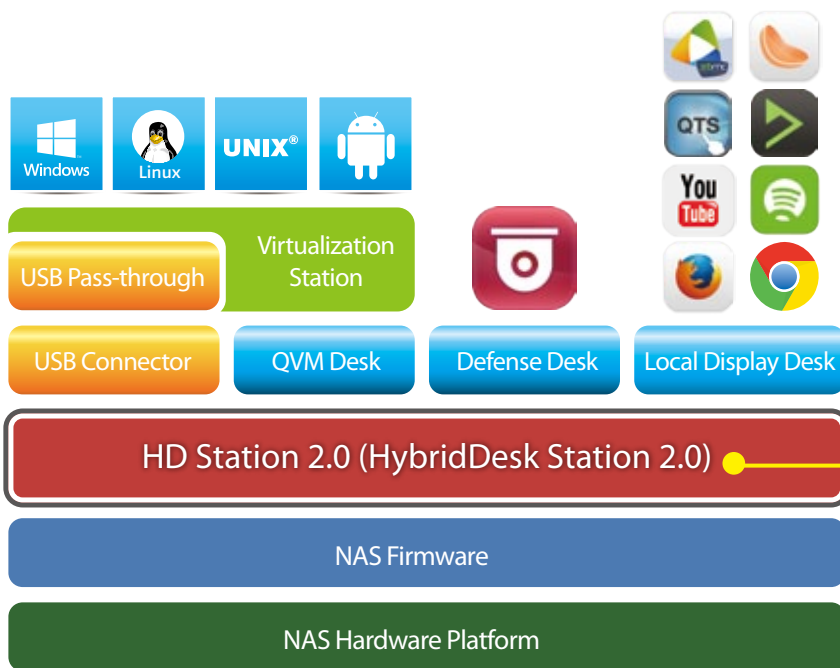 Windows
Linux
UNIX®
QTS
You
Tube
USB Pass-through
Virtualization
Station
USB Connector
QVM Desk
Defense Desk
Local Display Desk
HD Station 2.0 (HybridDesk Station 2.0)
NAS Firmware
NAS Hardware Platform